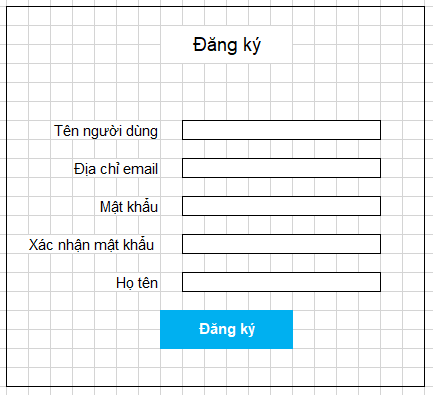 Đăng ký
Tên người dùng
Địa chỉ email
Mật khẩu
Xác nhận mật khẩu
Họ tên
Đăng ký